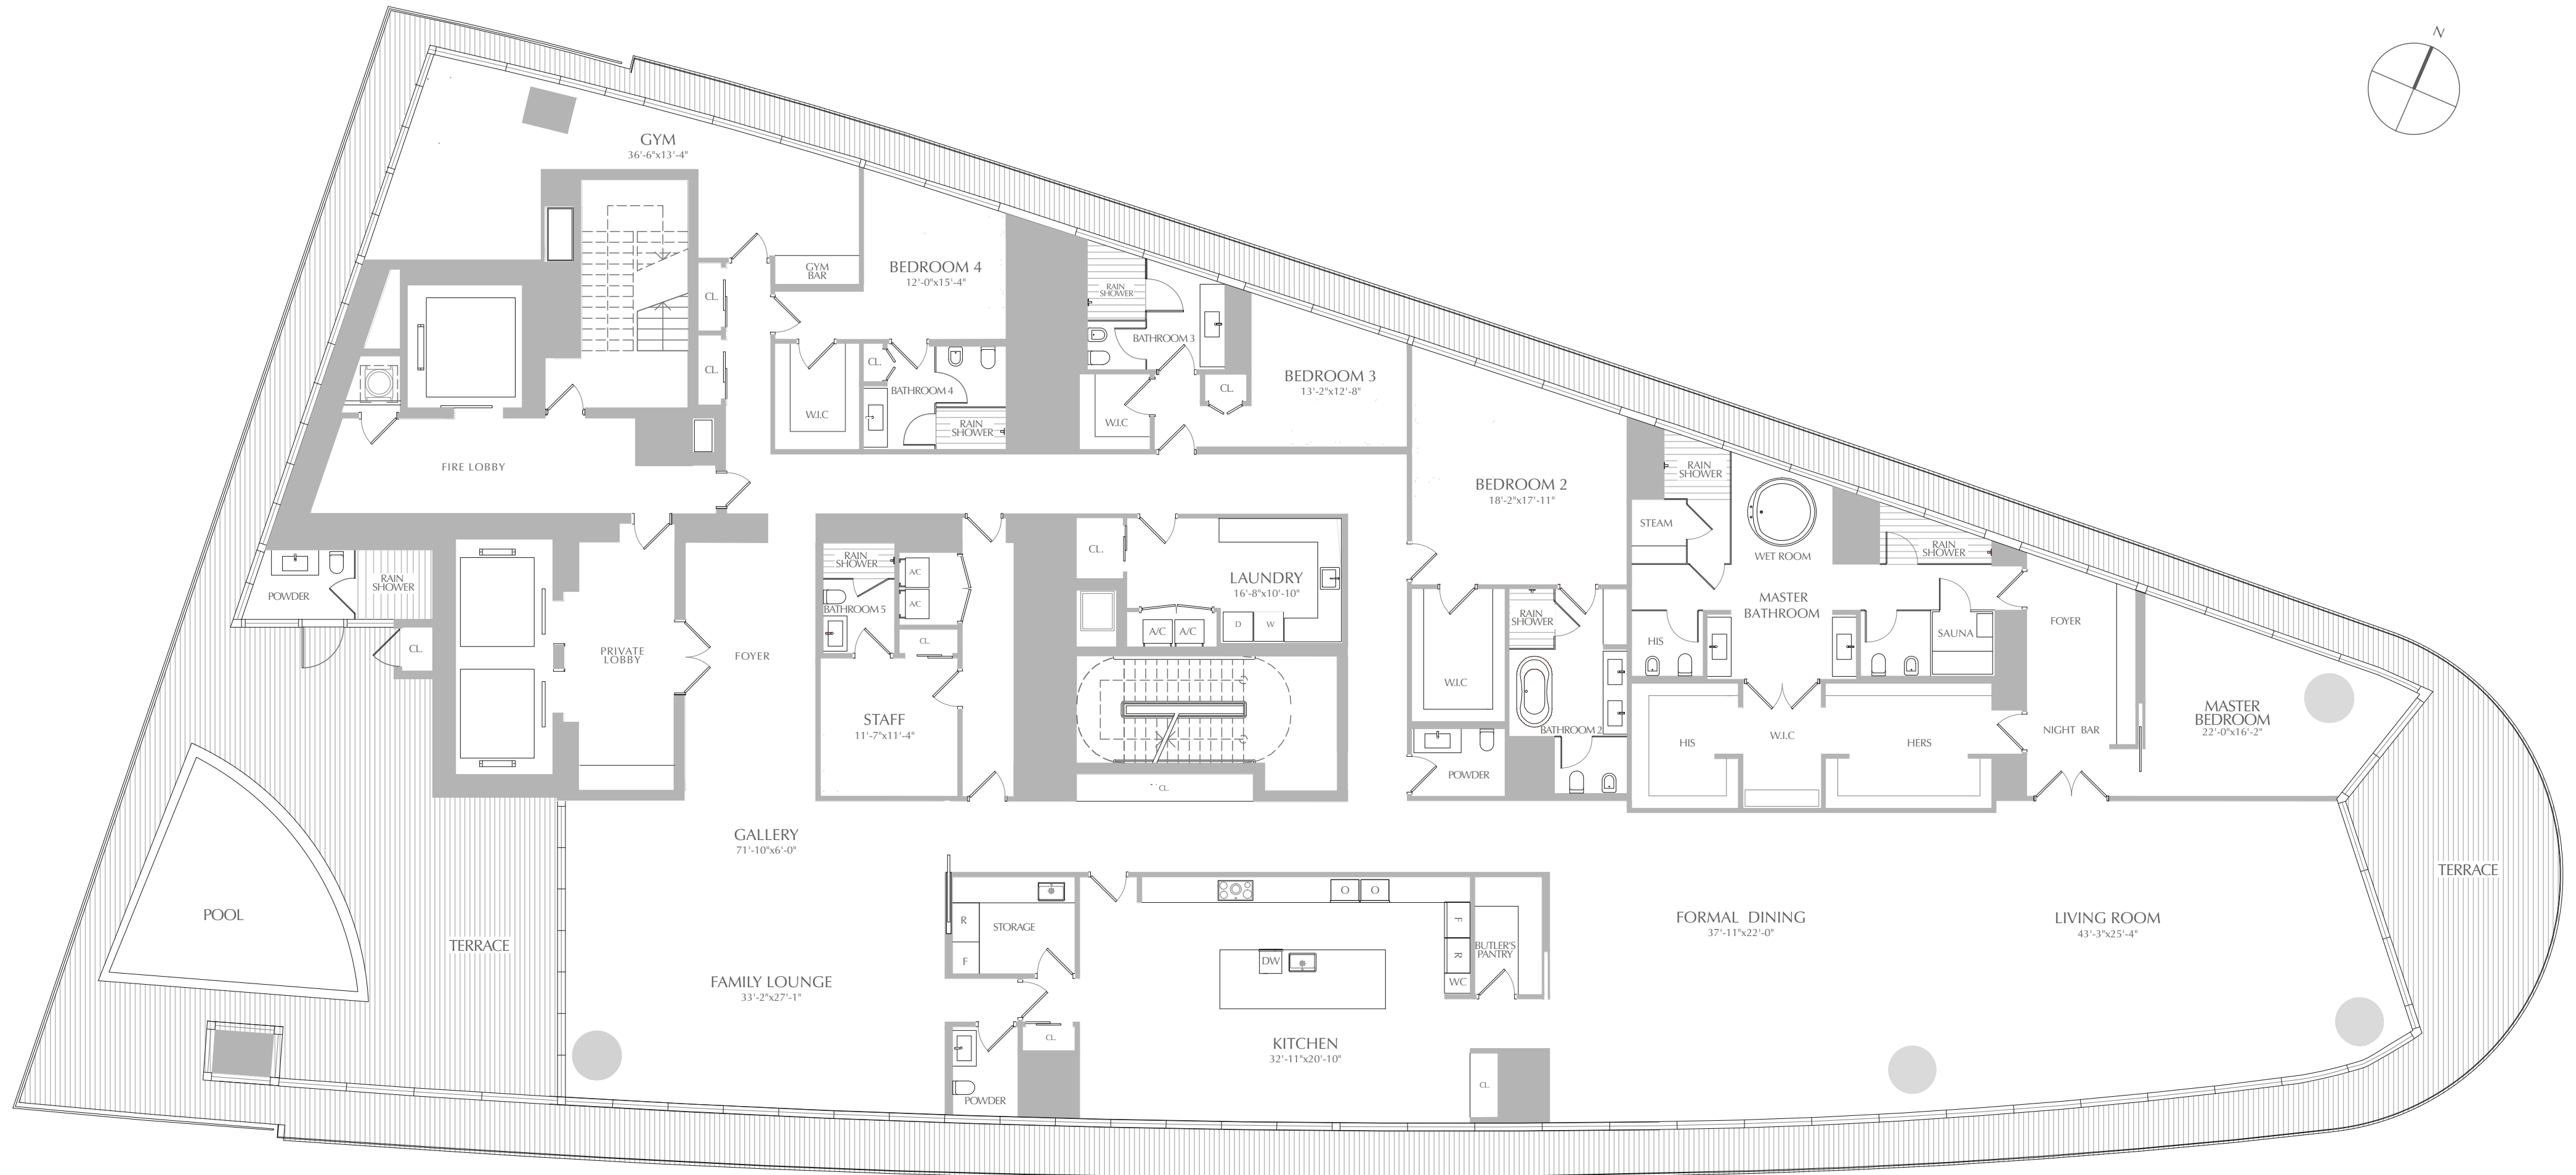 N
GYM
36'-6"x13'-4"
GYM
BAR
BEDROOM 4
12'-0"x15'-4"
CL.
CL.
W.I.C
CL.
BATHROOM 4
RAIN
SHOWER
RAIN
SHOWER
BATHROOM 3
W.I.C
CL.
BEDROOM 3
13'-2"x12'-8"
FIRE LOBBY
BEDROOM 2
18'-2"x17'-11"
RAIN
SHOWER
STEAM
WET ROOM
RAIN
SHOWER
MASTER
BATHROOM
HIS
SAUNA
FOYER
POWDER
RAIN
SHOWER
CL.
PRIVATE
LOBBY
FOYER
RAIN
SHOWER
A/C
A/C
BATHROOM 5
CL.
STAFF
11'-7"x11'-4"
CL.
LAUNDRY
16'-8"x10'-10"
A/C
A/C
D
W
CL.
W.I.C
RAIN
SHOWER
BATHROOM 2
POWDER
HIS
W.I.C
HERS
NIGHT BAR
MASTER
BEDROOM
22'-0"x16'-2"
GALLERY
71'-10"x6'-0"
POOL
TERRACE
FAMILY LOUNGE
33'-2"x27'-1"
R
F
STORAGE
CL.
POWDER
O
O
F
R
WC
DW
KITCHEN
32'-11"x20'-10"
BUTLER'S
PANTRY
CL.
FORMAL DINING
37'-11"x22'-0"
LIVING ROOM
43'-3"x25'-4"
TERRACE